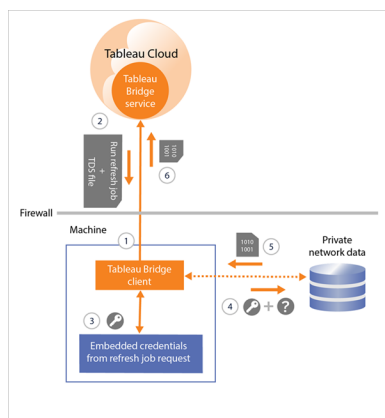 Tableau Cloud
Tableau
Bridge
service
2
Run refresh job
+
TDS file
1010
1001
6
Firewall
Machine
1
1010
1001
5
Private
network data
Tableau Bridge
client
4
+
?
3
Embedded credentials
from refresh job request